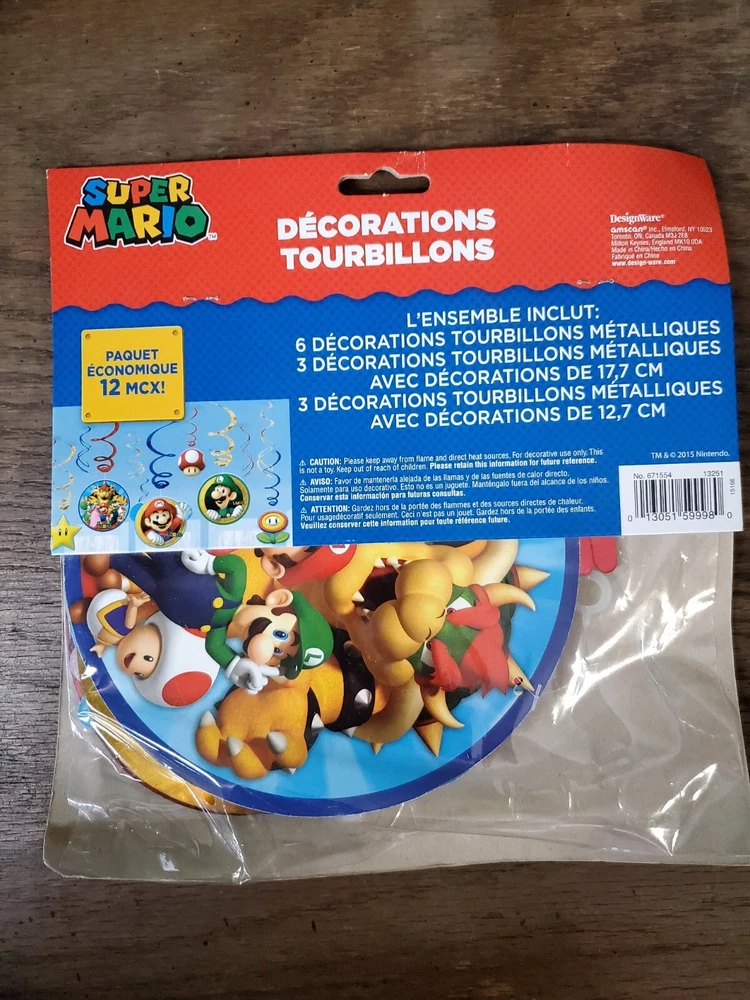 SUPER
MARIO™
DÉCORATIONS
TOURBILLONS
DesignWare®
amscan® Inc., Elmsford, NY 10523
Toronto, ON, Canada M3J 2E8
Milton Keynes, England MK10 0DA
Made in China/Hecho en China
Fabriqué en Chine
www.design-ware.com
PAQUET
ÉCONOMIQUE
12 MCX!
L'ENSEMBLE INCLUT:
6 DÉCORATIONS TOURBILLONS MÉTALLIQUES
3 DÉCORATIONS TOURBILLONS MÉTALLIQUES
AVEC DÉCORATIONS DE 17,7 CM
3 DÉCORATIONS TOURBILLONS MÉTALLIQUES
AVEC DÉCORATIONS DE 12,7 CM
⚠ CAUTION: Please keep away from flame and direct heat sources. For decorative use only. This
is not a toy. Keep out of reach of children. Please retain this information for future reference.
⚠ AVISO: Favor de mantenerla alejada de las llamas y de las fuentes de calor directo.
Solamente para uso decorativo. Esto no es un juguete. Manténgalo fuera del alcance de los niños.
Conservar esta información para futuras consultas.
⚠ ATTENTION: Gardez hors de la portée des flammes et des sources directes de chaleur.
Pour usagedécoratif seulement. Ceci n'est pas un jouet. Gardez hors de la portée des enfants.
Veuillez conserver cette information pour toute référence future.
TM & © 2015 Nintendo.
No. 671554 13251
0 13051 59998 0
15166
L
L